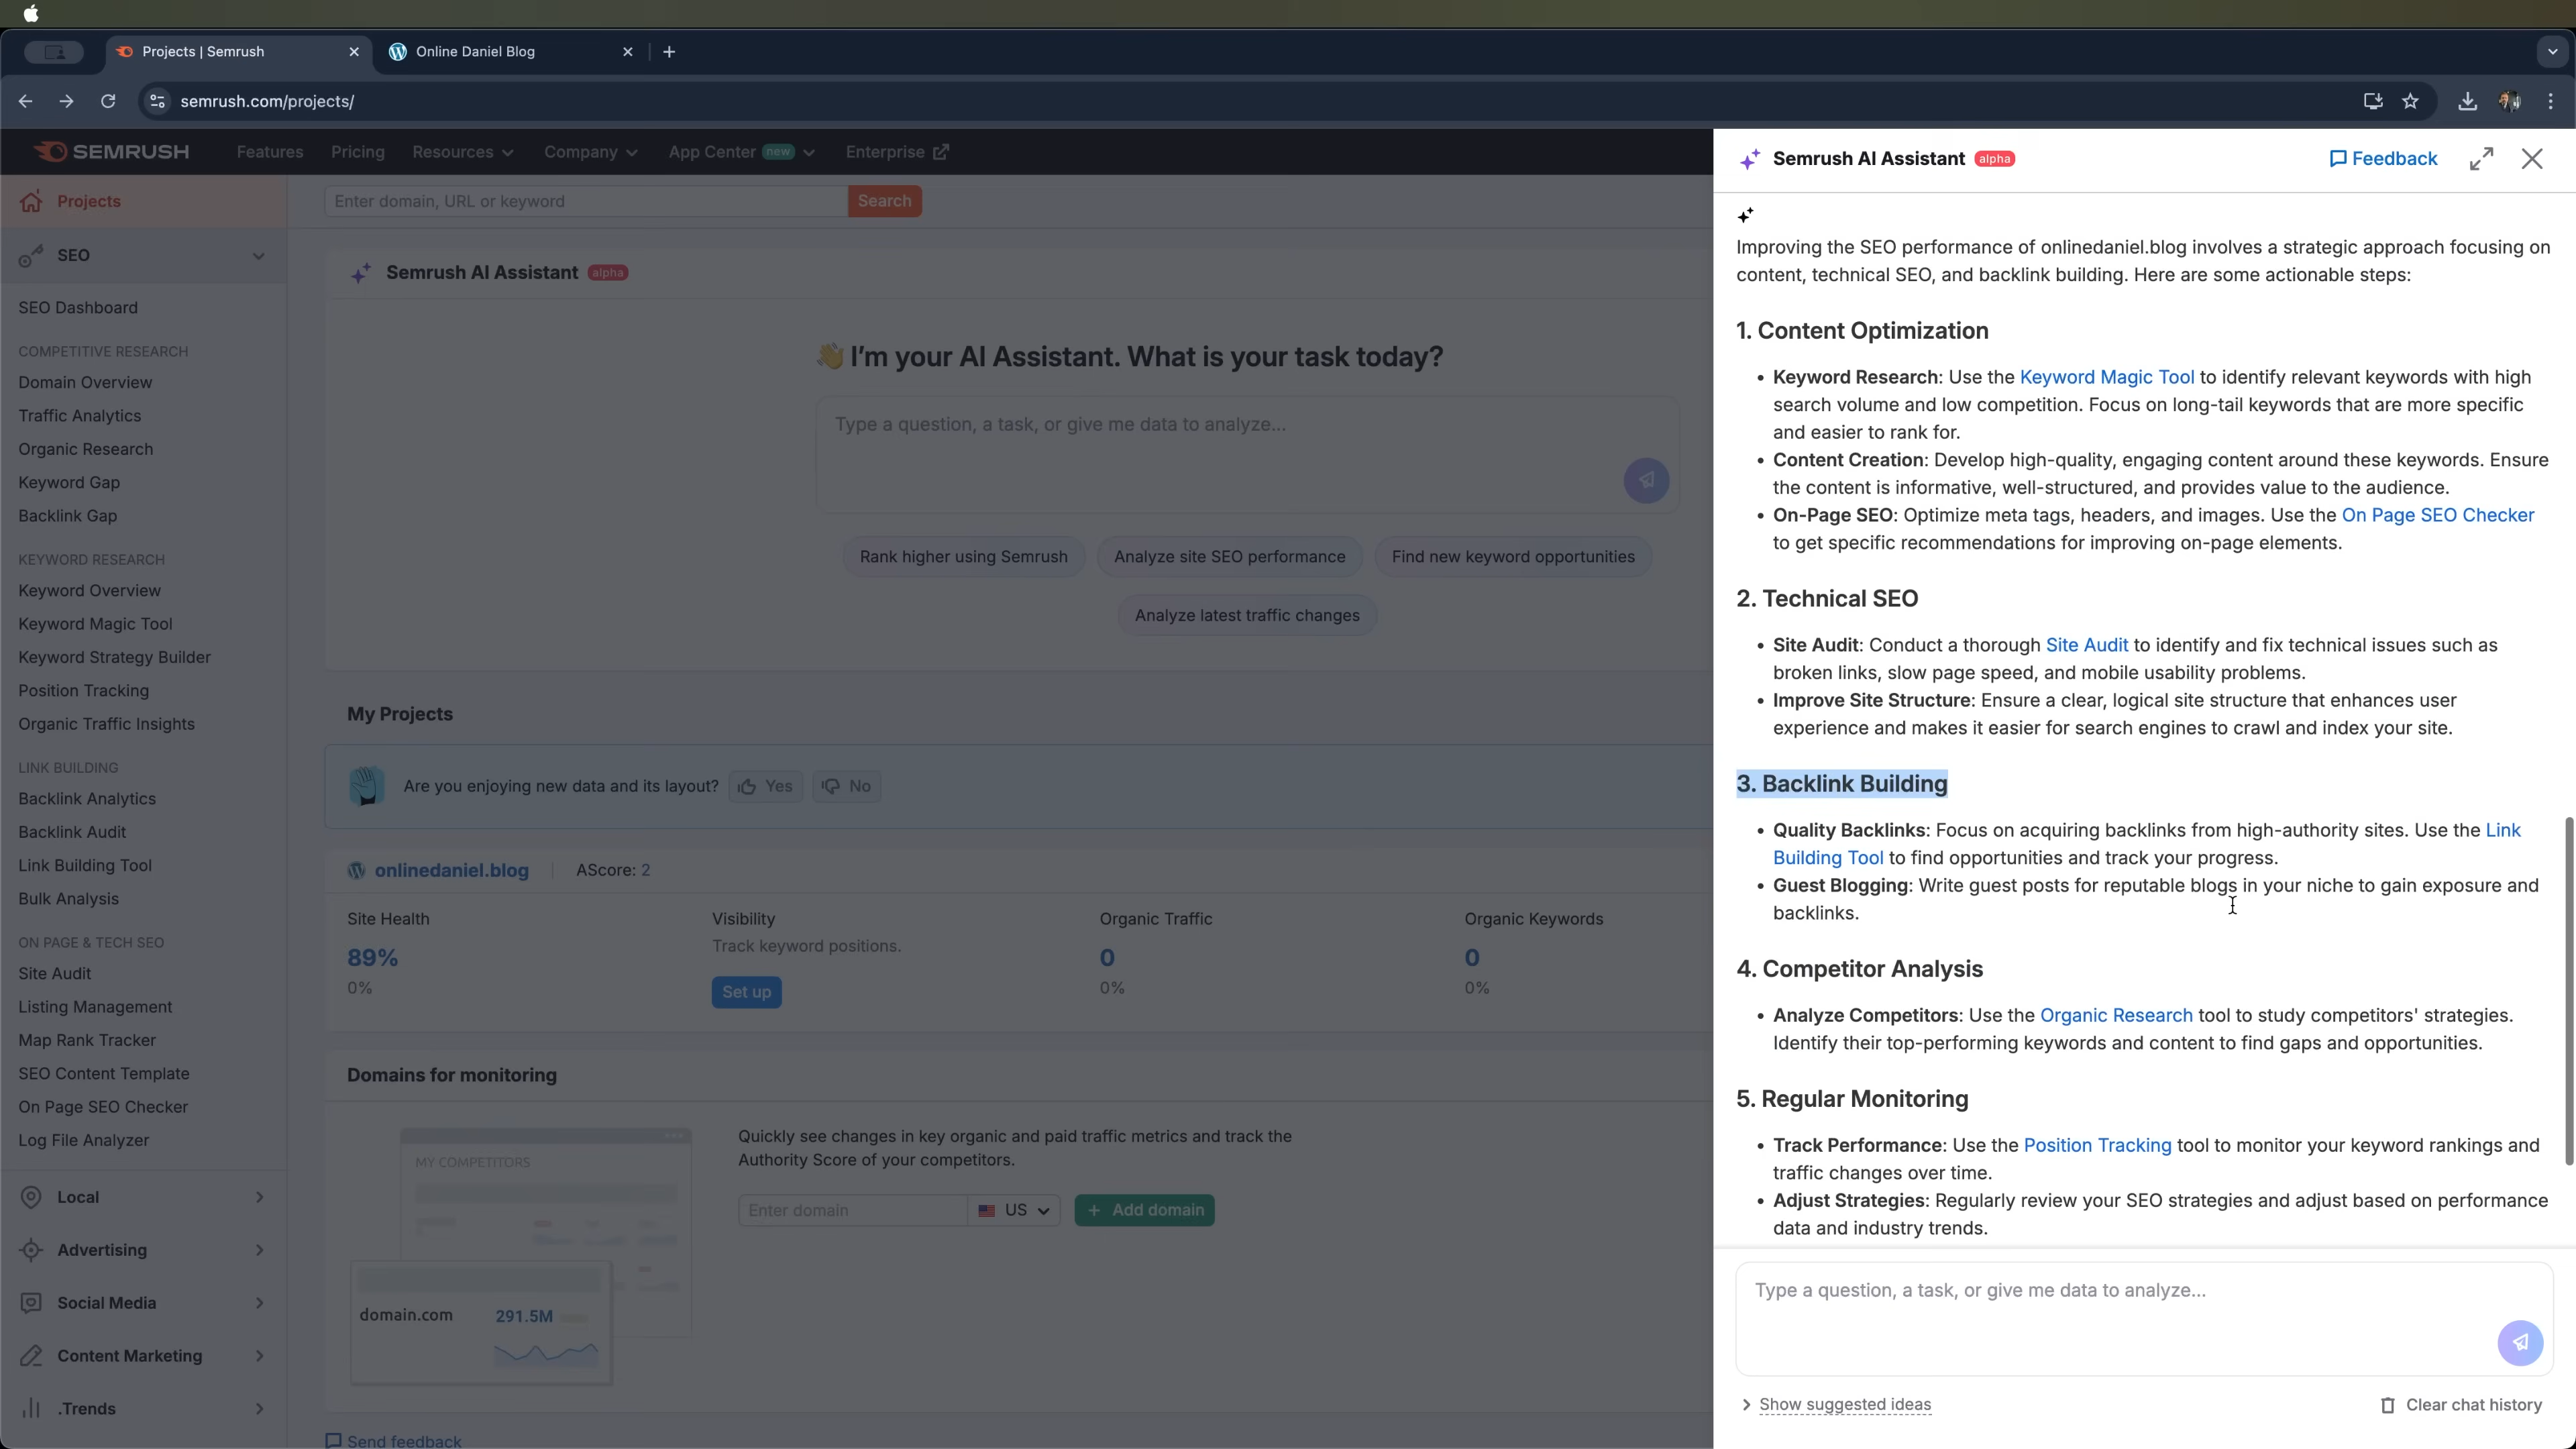 Projects | Semrush
Online Daniel Blog
semrush.com/projects/
SEMRUSH
Features
Pricing
Resources
Company
App Center new
Enterprise
Projects
SEO
SEO Dashboard
COMPETITIVE RESEARCH
Domain Overview
Traffic Analytics
Organic Research
Keyword Gap
Backlink Gap
KEYWORD RESEARCH
Keyword Overview
Keyword Magic Tool
Keyword Strategy Builder
Position Tracking
Organic Traffic Insights
LINK BUILDING
Backlink Analytics
Backlink Audit
Link Building Tool
Bulk Analysis
ON PAGE & TECH SEO
Site Audit
Listing Management
Map Rank Tracker
SEO Content Template
On Page SEO Checker
Log File Analyzer
Local
Advertising
Social Media
Content Marketing
.Trends
Enter domain, URL or keyword
Search
Semrush AI Assistant alpha
👋 I'm your AI Assistant. What is your task today?
Type a question, a task, or give me data to analyze...
Rank higher using Semrush
Analyze site SEO performance
Find new keyword opportunities
Analyze latest traffic changes
My Projects
Are you enjoying new data and its layout?
Yes
No
onlinedaniel.blog
AScore: 2
Site Health
89%
0%
Visibility
Track keyword positions.
Set up
Organic Traffic
0
0%
Organic Keywords
0
0%
Domains for monitoring
MY COMPETITORS
domain.com
291.5M
Quickly see changes in key organic and paid traffic metrics and track the
Authority Score of your competitors.
Enter domain
US
+ Add domain
Send feedback
Semrush AI Assistant alpha
Feedback
Improving the SEO performance of onlinedaniel.blog involves a strategic approach focusing on
content, technical SEO, and backlink building. Here are some actionable steps:
1. Content Optimization
• Keyword Research: Use the Keyword Magic Tool to identify relevant keywords with high
search volume and low competition. Focus on long-tail keywords that are more specific
and easier to rank for.
• Content Creation: Develop high-quality, engaging content around these keywords. Ensure
the content is informative, well-structured, and provides value to the audience.
• On-Page SEO: Optimize meta tags, headers, and images. Use the On Page SEO Checker
to get specific recommendations for improving on-page elements.
2. Technical SEO
• Site Audit: Conduct a thorough Site Audit to identify and fix technical issues such as
broken links, slow page speed, and mobile usability problems.
• Improve Site Structure: Ensure a clear, logical site structure that enhances user
experience and makes it easier for search engines to crawl and index your site.
3. Backlink Building
• Quality Backlinks: Focus on acquiring backlinks from high-authority sites. Use the Link
Building Tool to find opportunities and track your progress.
• Guest Blogging: Write guest posts for reputable blogs in your niche to gain exposure and
backlinks.
4. Competitor Analysis
• Analyze Competitors: Use the Organic Research tool to study competitors' strategies.
Identify their top-performing keywords and content to find gaps and opportunities.
5. Regular Monitoring
• Track Performance: Use the Position Tracking tool to monitor your keyword rankings and
traffic changes over time.
• Adjust Strategies: Regularly review your SEO strategies and adjust based on performance
data and industry trends.
Type a question, a task, or give me data to analyze...
Show suggested ideas
Clear chat history